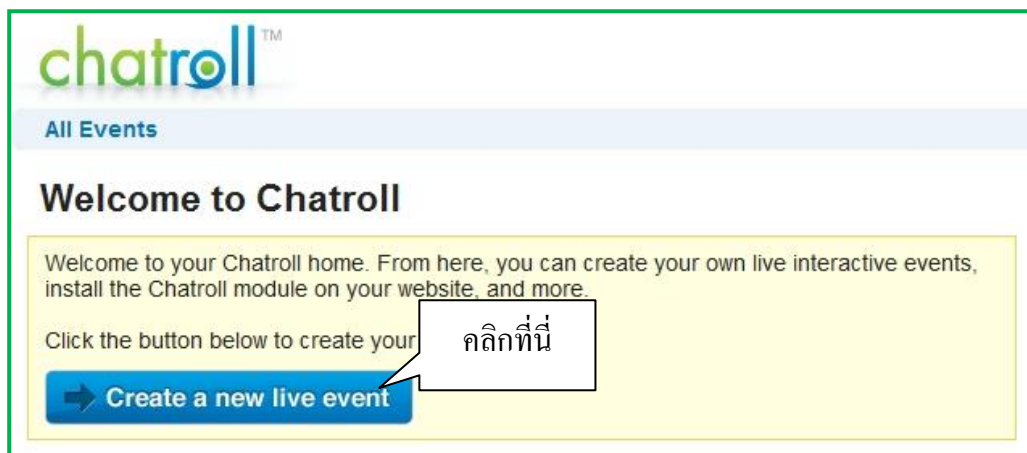 chatroll™
All Events
Welcome to Chatroll
Welcome to your Chatroll home. From here, you can create your own live interactive events,
install the Chatroll module on your website, and more.
Click the button below to create your
คลิกที่นี่
Create a new live event